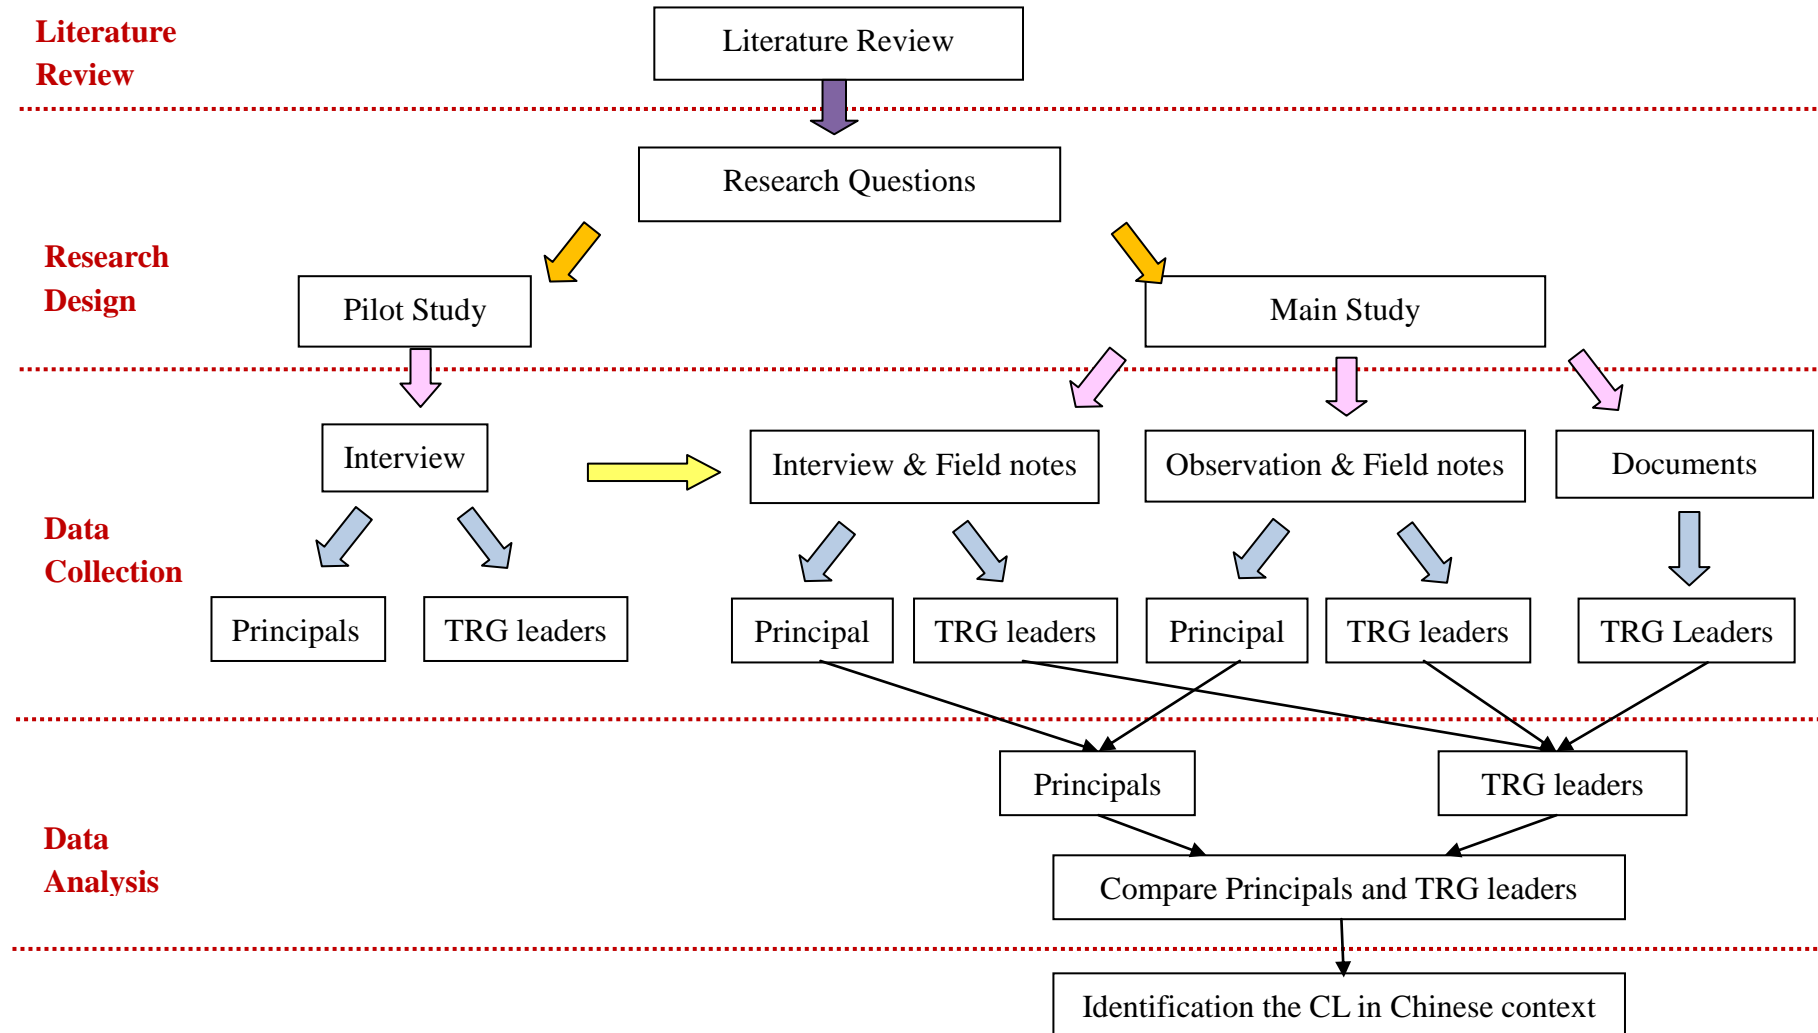 Literature
Review
Literature Review
Research Questions
Research
Design
Pilot Study
Main Study
Interview
Interview & Field notes
Observation & Field notes
Documents
Data
Collection
Principals
TRG leaders
Principal
TRG leaders
Principal
TRG leaders
TRG Leaders
Principals
TRG leaders
Data
Analysis
Compare Principals and TRG leaders
Identification the CL in Chinese context